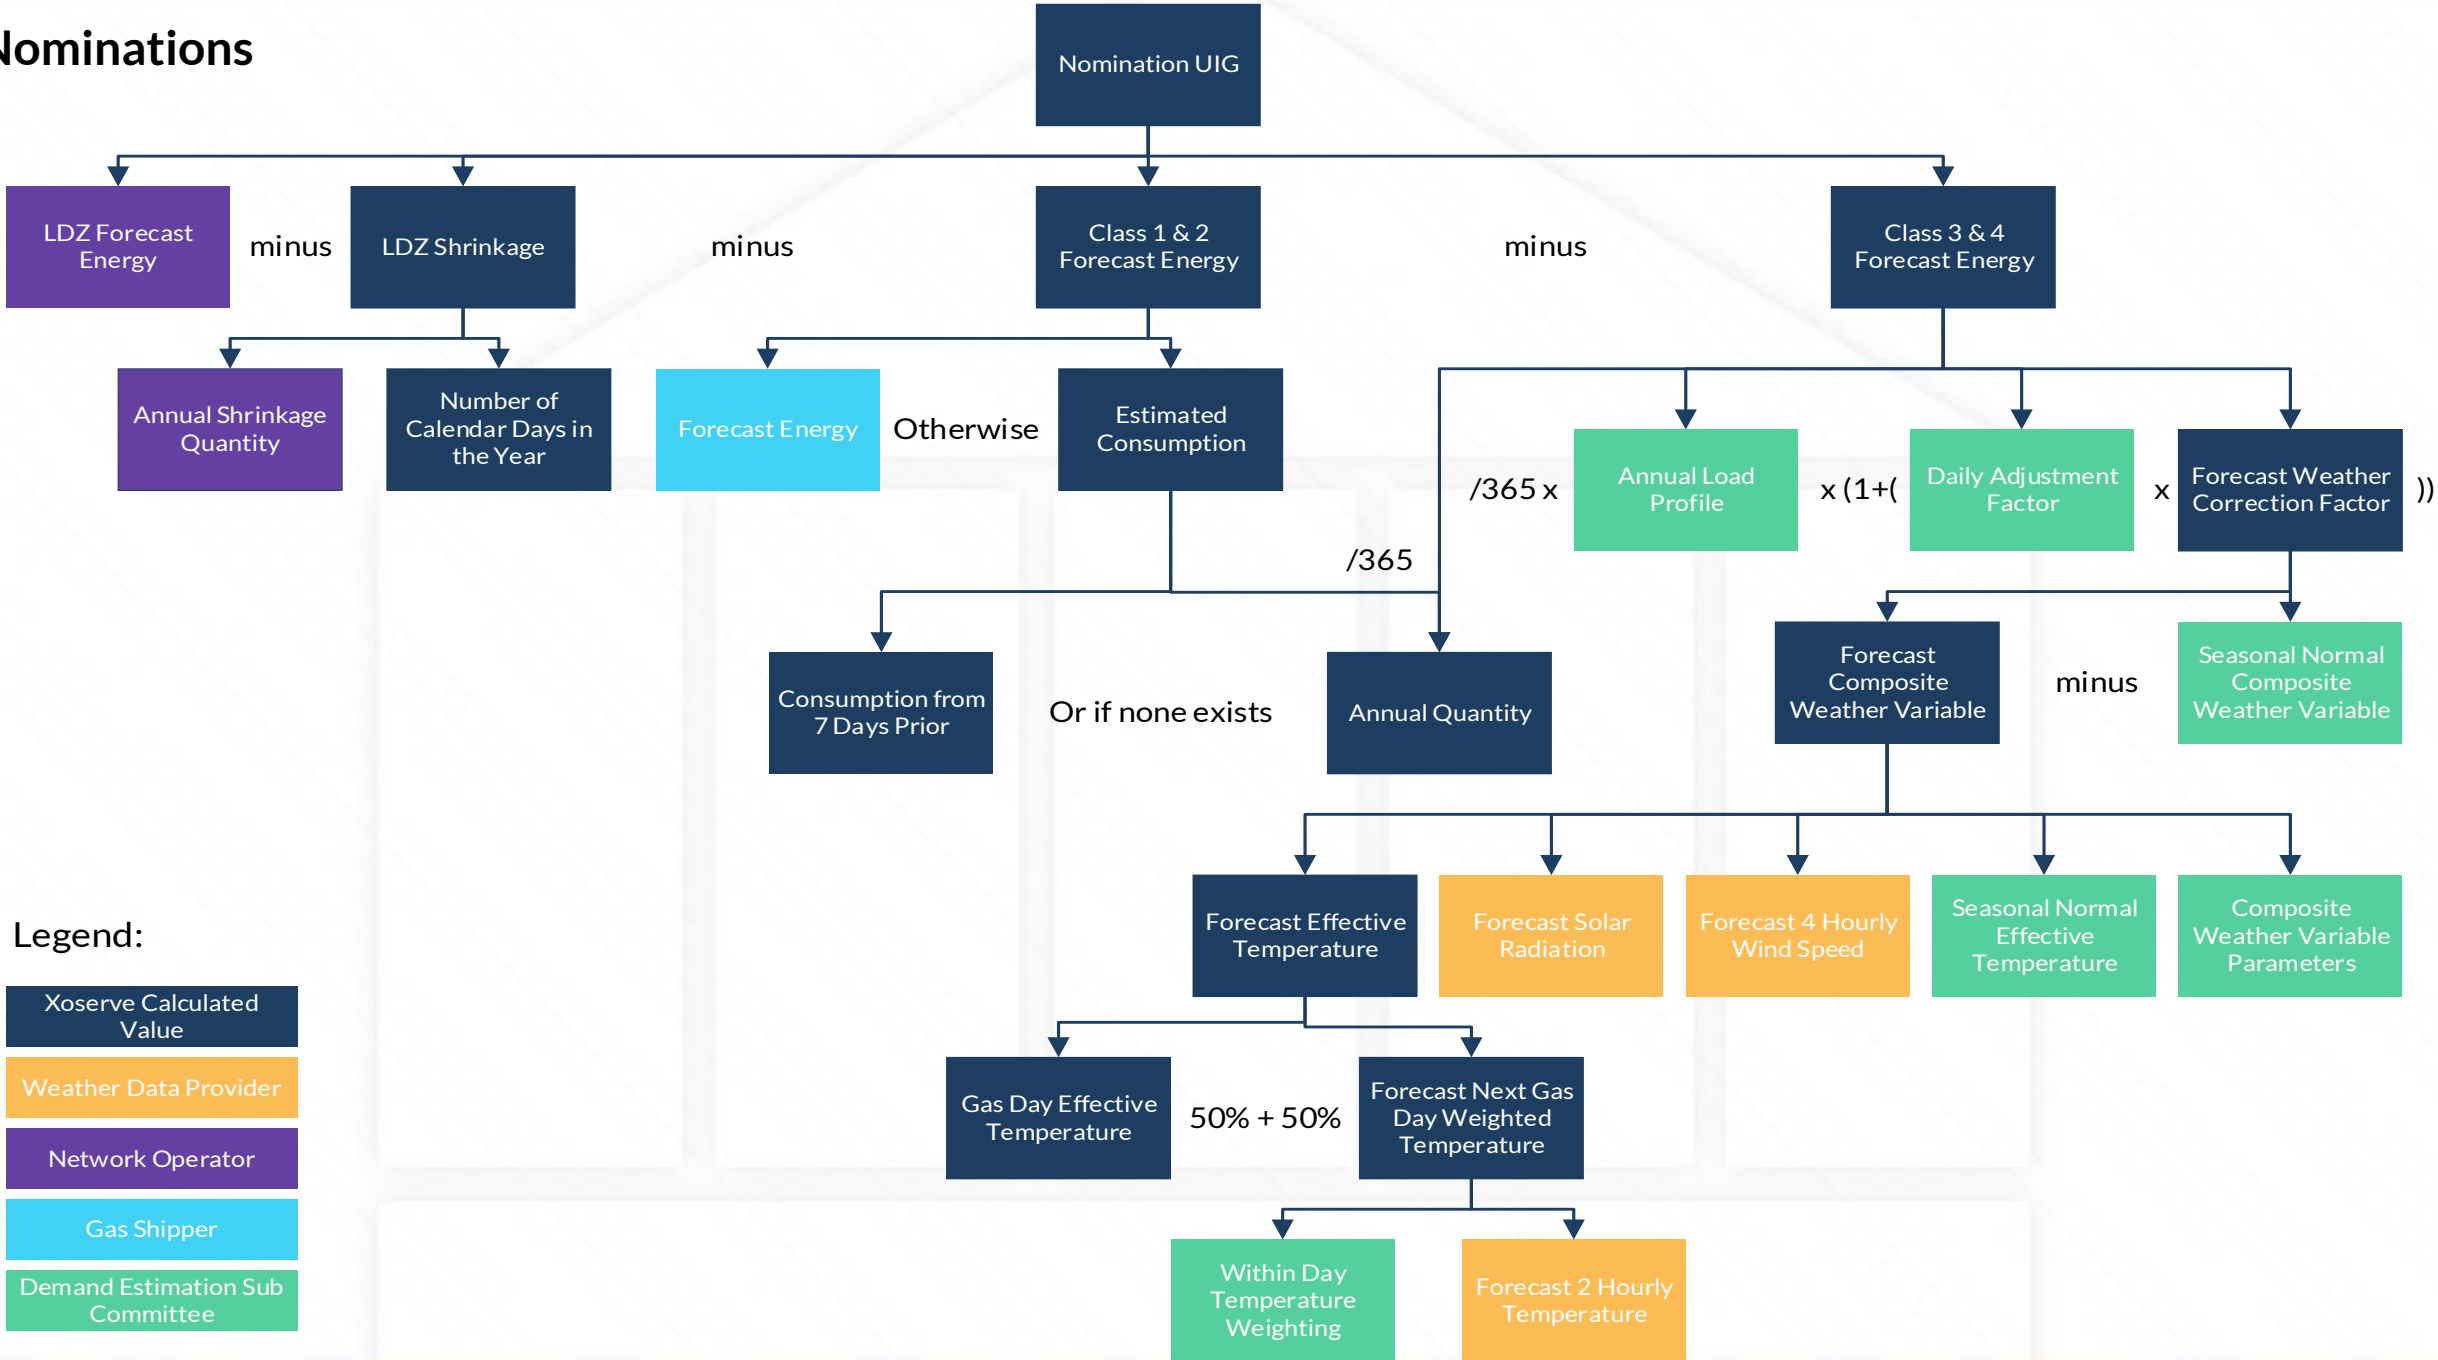 Nominations
Nomination UIG
LDZ Forecast
Energy
minus
LDZ Shrinkage
minus
Class 1 & 2
Forecast Energy
minus
Class 3 & 4
Forecast Energy
Annual Shrinkage
Quantity
Number of
Calendar Days in
the Year
Forecast Energy
Otherwise
Estimated
Consumption
/365 x
Annual Load
Profile
x (1+(
Daily Adjustment
Factor
x
Forecast Weather
Correction Factor
))
/365
Consumption from
7 Days Prior
Or if none exists
Annual Quantity
Forecast
Composite
Weather Variable
minus
Seasonal Normal
Composite
Weather Variable
Forecast Effective
Temperature
Forecast Solar
Radiation
Forecast 4 Hourly
Wind Speed
Seasonal Normal
Effective
Temperature
Composite
Weather Variable
Parameters
Gas Day Effective
Temperature
50% + 50%
Forecast Next Gas
Day Weighted
Temperature
Within Day
Temperature
Weighting
Forecast 2 Hourly
Temperature
Legend:
Xoserve Calculated
Value
Weather Data Provider
Network Operator
Gas Shipper
Demand Estimation Sub
Committee